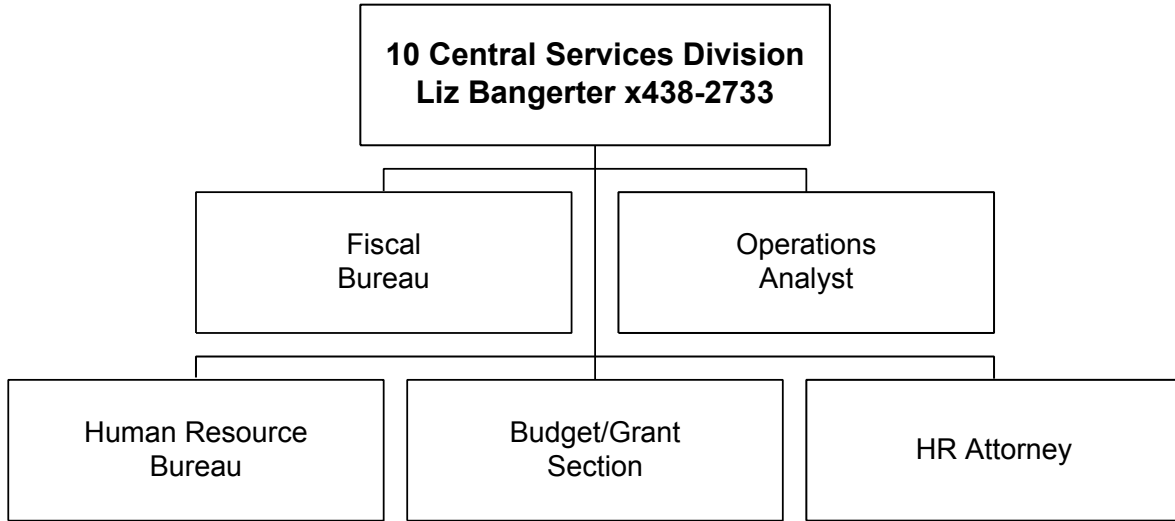 10 Central Services Division
Liz Bangerter x438-2733
Fiscal
Bureau
Operations
Analyst
Human Resource
Bureau
Budget/Grant
Section
HR Attorney